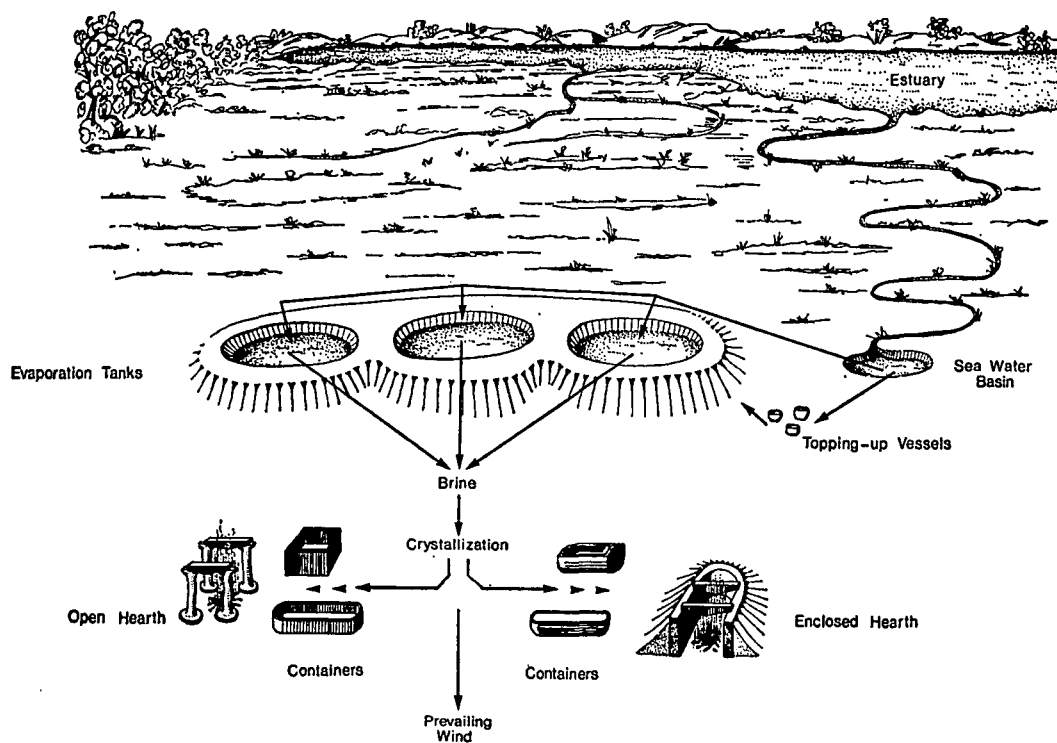 Estuary
Evaporation Tanks
Sea Water
Basin
Topping-up Vessels
Brine
Crystallization
Open Hearth
Enclosed Hearth
Containers
Containers
Prevailing
Wind